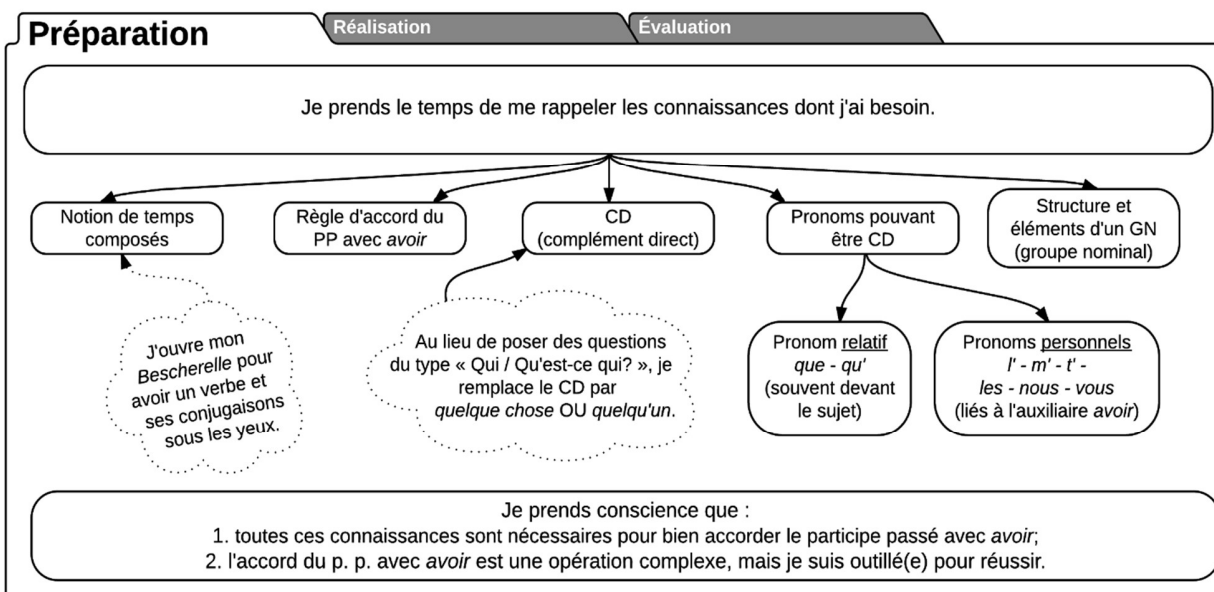 Préparation
Réalisation
Évaluation
Je prends le temps de me rappeler les connaissances dont j'ai besoin.
Notion de temps
composés
Règle d'accord du
PP avec avoir
CD
(complément direct)
Pronoms pouvant
être CD
Structure et
éléments d'un GN
(groupe nominal)
J'ouvre mon
Bescherelle pour
avoir un verbe et
ses conjugaisons
sous les yeux.
Au lieu de poser des questions
du type « Qui / Qu'est-ce qui? », je
remplace le CD par
quelque chose OU quelqu'un.
Pronom relatif
que - qu'
(souvent devant
le sujet)
Pronoms personnels
l' - m' - t' -
les - nous - vous
(liés à l'auxiliaire avoir)
Je prends conscience que :
1. toutes ces connaissances sont nécessaires pour bien accorder le participe passé avec avoir;
2. l'accord du p. p. avec avoir est une opération complexe, mais je suis outillé(e) pour réussir.